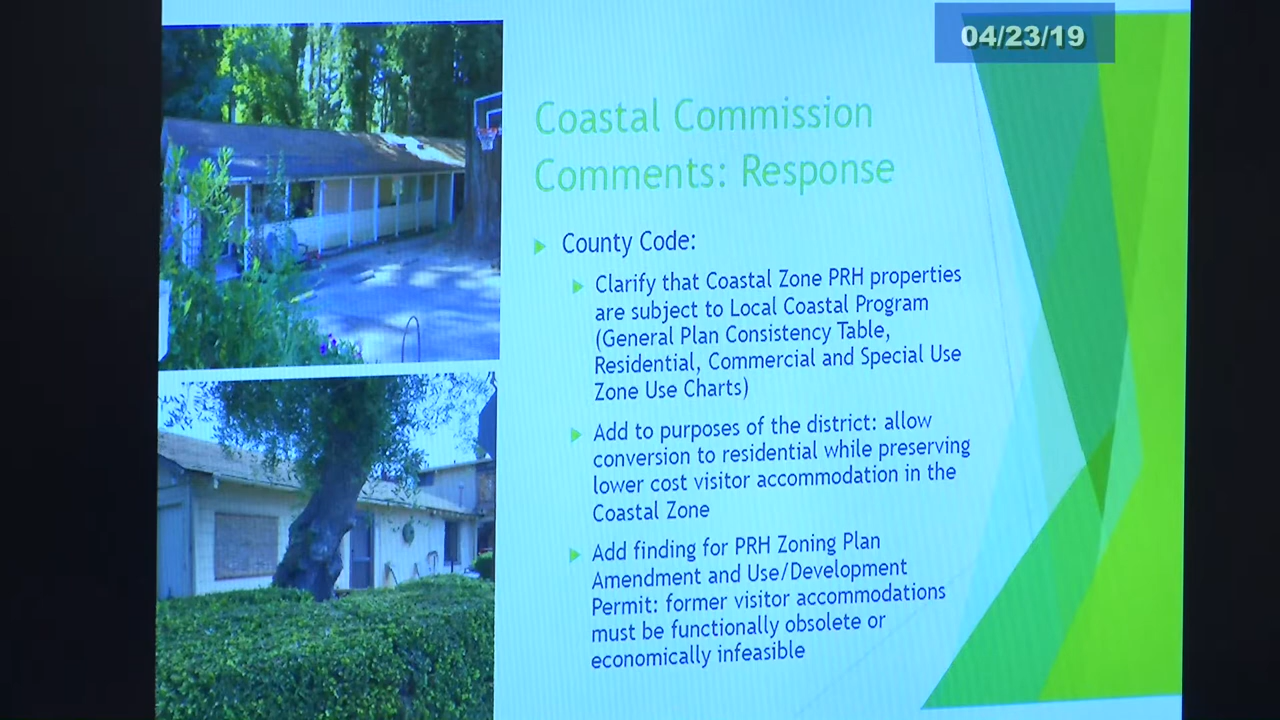 04/23/19
Coastal Commission
Comments: Response
County Code:
Clarify that Coastal Zone PRH properties
are subject to Local Coastal Program
(General Plan Consistency Table,
Residential, Commercial and Special Use
Zone Use Charts)
Add to purposes of the district: allow
conversion to residential while preserving
lower cost visitor accommodation in the
Coastal Zone
Add finding for PRH Zoning Plan
Amendment and Use/Development
Permit: former visitor accommodations
must be functionally obsolete or
economically infeasible